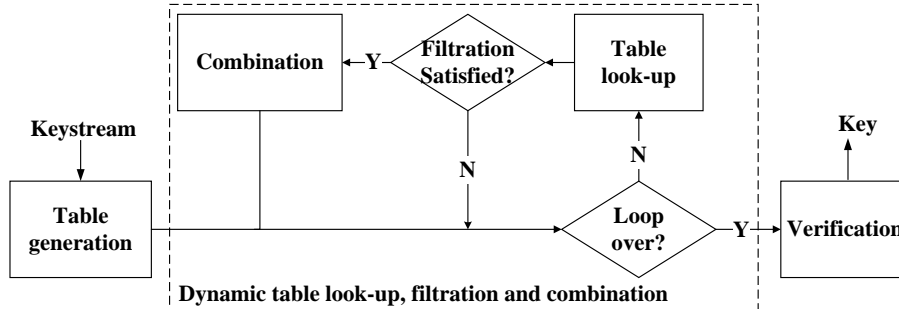 Combination
Y
Filtration
Satisfied?
Table
look-up
Keystream
Key
N
N
Table
generation
Loop
over?
Y
Verification
Dynamic table look-up, filtration and combination